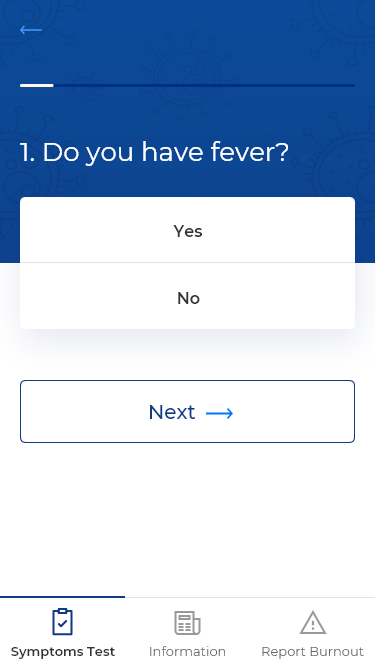 1. Do you have fever?
Yes
No
Next
Symptoms Test
Information
Report Burnout